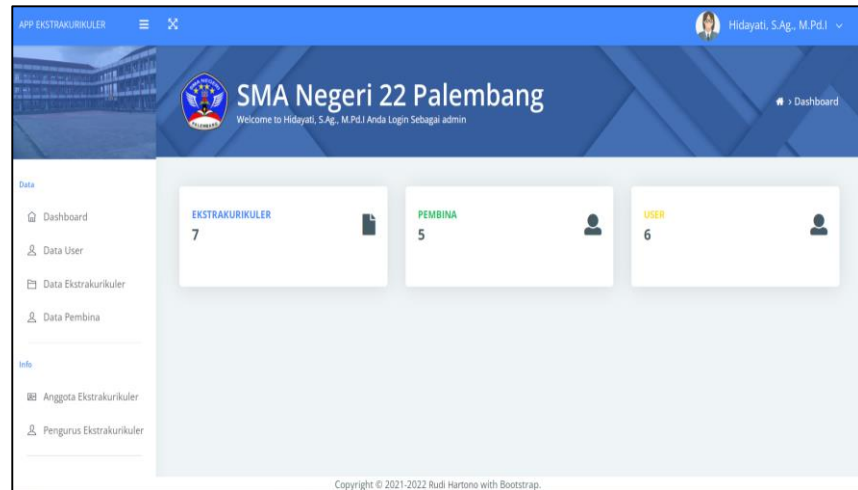 APP EKSTRAKURIKULER
Hidayati, S.Ag., M.Pd.I
SMA Negeri 22 Palembang
Welcome to Hidayati, S.Ag., M.Pd.I Anda Login Sebagai admin
› Dashboard
Data
Dashboard
Data User
Data Ekstrakurikuler
Data Pembina
Info
Anggota Ekstrakurikuler
Pengurus Ekstrakurikuler
EKSTRAKURIKULER
7
PEMBINA
5
USER
6
Copyright © 2021-2022 Rudi Hartono with Bootstrap.